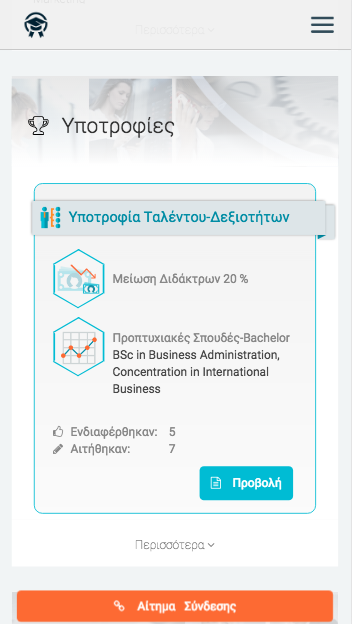 Περισσότερα
Υποτροφίες
Υποτροφία Ταλέντου-Δεξιοτήτων
Μείωση Διδάκτρων 20 %
Προπτυχιακές Σπουδές-Bachelor
BSc in Business Administration,
Concentration in International
Business
Ενδιαφέρθηκαν: 5
Αιτήθηκαν: 7
Προβολή
Περισσότερα
Αίτημα Σύνδεσης